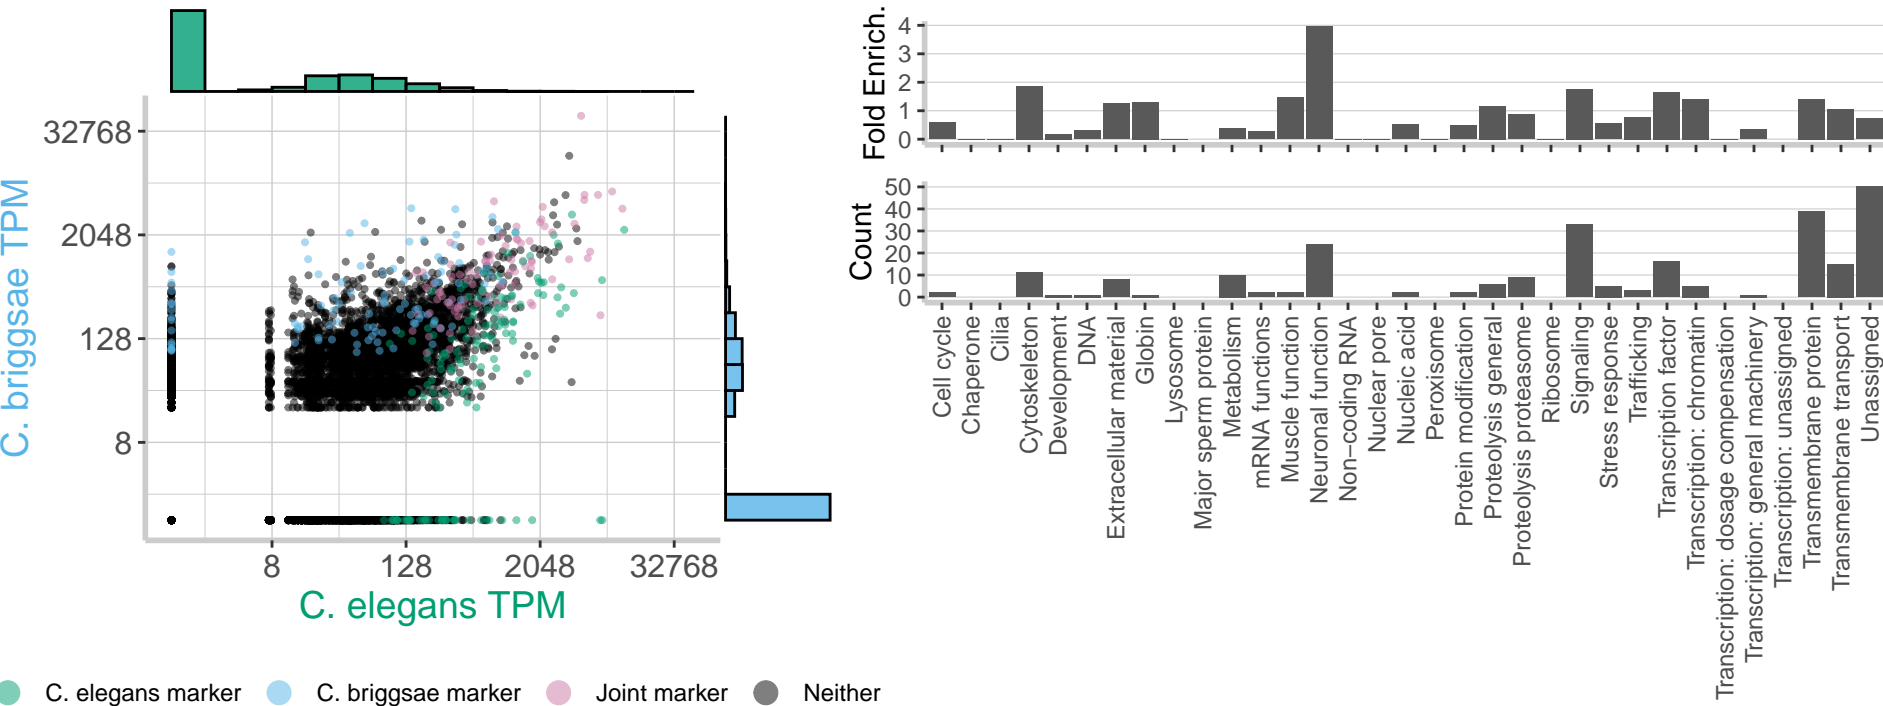 32768
2048
128
8
C. briggsae TPM
8 128 2048 32768
C. elegans TPM
C. elegans marker C. briggsae marker Joint marker Neither
Fold Enrich.
4
3
2
1
0
Count
50
40
30
20
10
0
Cell cycle
Chaperone
Cilia
Cytoskeleton
Development
DNA
Extracellular material
Globin
Lysosome
Major sperm protein
Metabolism
mRNA functions
Muscle function
Neuronal function
Non−coding RNA
Nuclear pore
Nucleic acid
Peroxisome
Protein modification
Proteolysis general
Proteolysis proteasome
Ribosome
Signaling
Stress response
Trafficking
Transcription factor
Transcription: chromatin
Transcription: dosage compensation
Transcription: general machinery
Transcription: unassigned
Transmembrane protein
Transmembrane transport
Unassigned